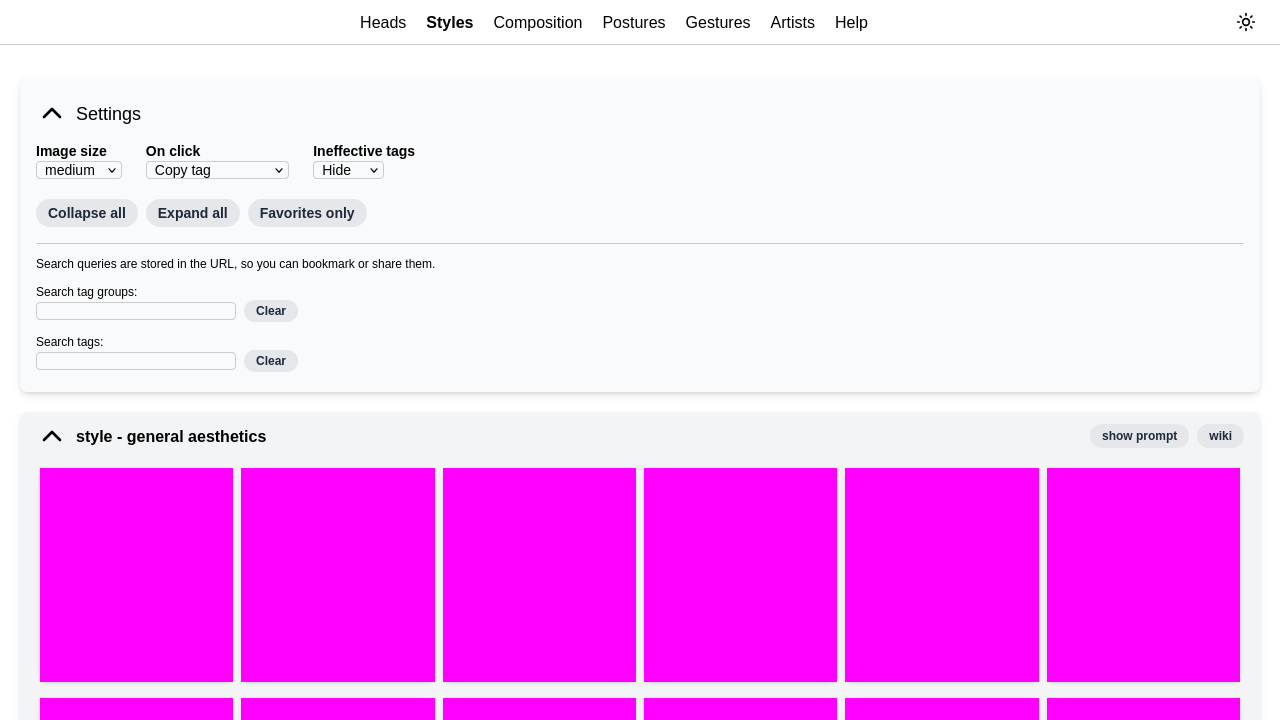 Heads Styles Composition Postures Gestures Artists Help
Settings
Image size On click Ineffective tags
medium Copy tag Hide
Collapse all Expand all Favorites only
Search queries are stored in the URL, so you can bookmark or share them.
Search tag groups:
Clear
Search tags:
Clear
style - general aesthetics show prompt wiki